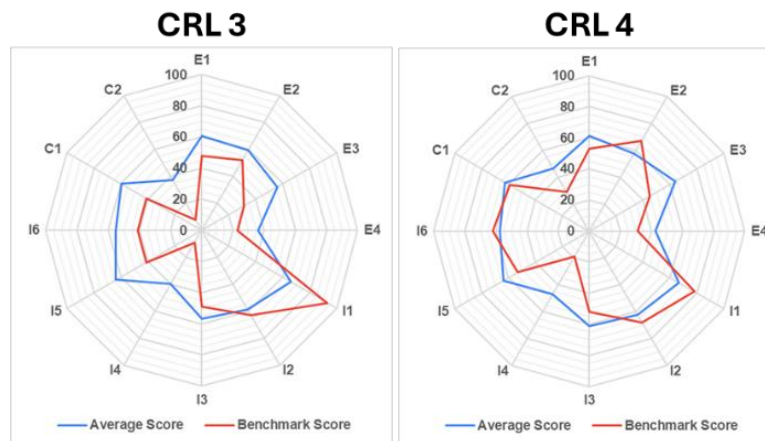 CRL 3
E1
E2
E3
E4
I1
I2
I3
I4
I5
I6
C1
C2
100
80
60
40
20
0
Average Score
Benchmark Score
CRL 4
E1
E2
E3
E4
I1
I2
I3
I4
I5
I6
C1
C2
100
80
60
40
20
0
Average Score
Benchmark Score